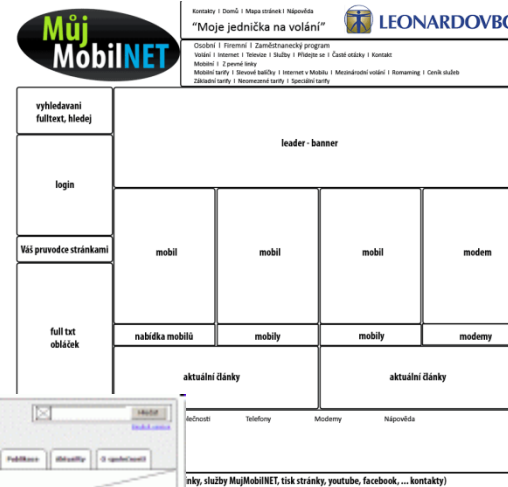 Můj
MobilNET
Kontakty I Domů I Mapa stránek I Nápověda
"Moje jednička na volání"
LEONARDOVBO
Osobní I Firemní I Zaměstnanecký program
Volání I Internet I Televize I Služby I Přidejte se I Časté otázky I Kontakt
Mobilní I Z pevné linky
Mobilní tarify I Slevové balíčky I Internet v Mobilu I Mezinárodní volání I Romaming I Ceník služeb
Základní tarify I Neomezené tarify I Speciální tarify
vyhledavani
fulltext, hledej
leader - banner
login
Váš pruvodce stránkami
mobil
mobil
mobil
modem
full txt
obláček
nabídka mobilů
mobily
mobily
modemy
aktuální články
aktuální články
lečnosti
Telefony
Modemy
Nápověda
Hledat
Publikace
Aktuality
O společnosti
inky, služby MujMobilNET, tisk stránky, youtube, facebook, ... kontakty)